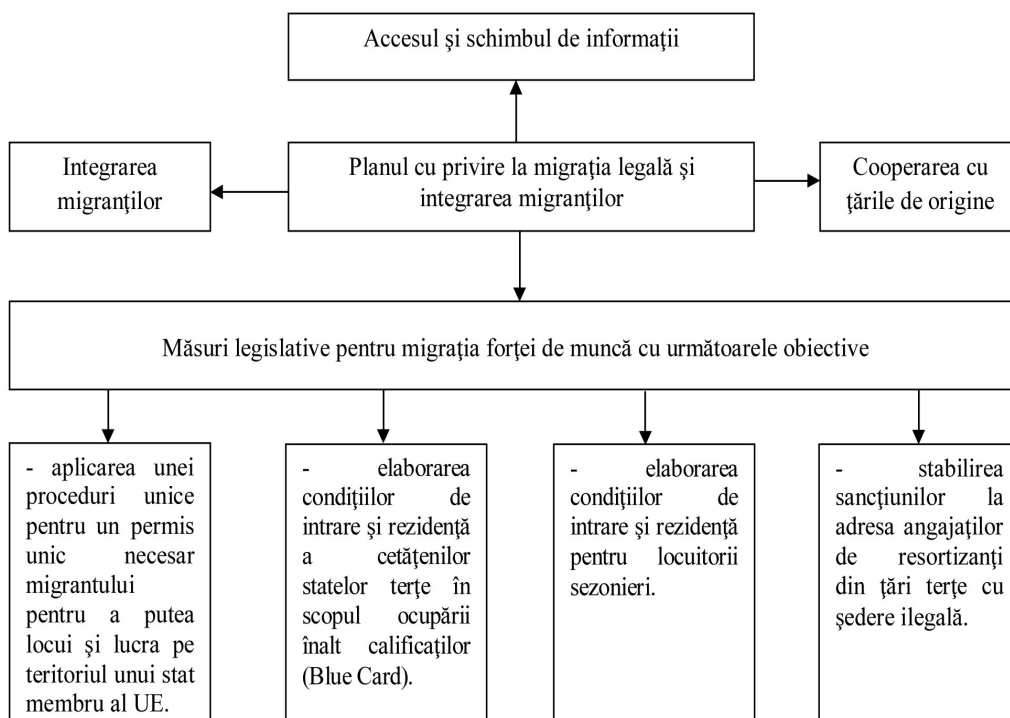 Accesul şi schimbul de informaţii
Integrarea
migranţilor
Planul cu privire la migraţia legală şi
integrarea migranţilor
Cooperarea cu
ţările de origine
Măsuri legislative pentru migraţia forţei de muncă cu următoarele obiective
- aplicarea unei
proceduri unice
pentru un permis
unic necesar
migrantului
pentru a putea
locui şi lucra pe
teritoriul unui stat
membru al UE.
- elaborarea
condiţiilor de
intrare şi rezidenţă
a cetăţenilor
statelor terţe în
scopul ocupării
înalt calificaţilor
(Blue Card).
- elaborarea
condiţiilor de
intrare şi rezidenţă
pentru locuitorii
sezonieri.
- stabilirea
sancţiunilor la
adresa angajaţilor
de resortizanţi
din ţări terţe cu
şedere ilegală.